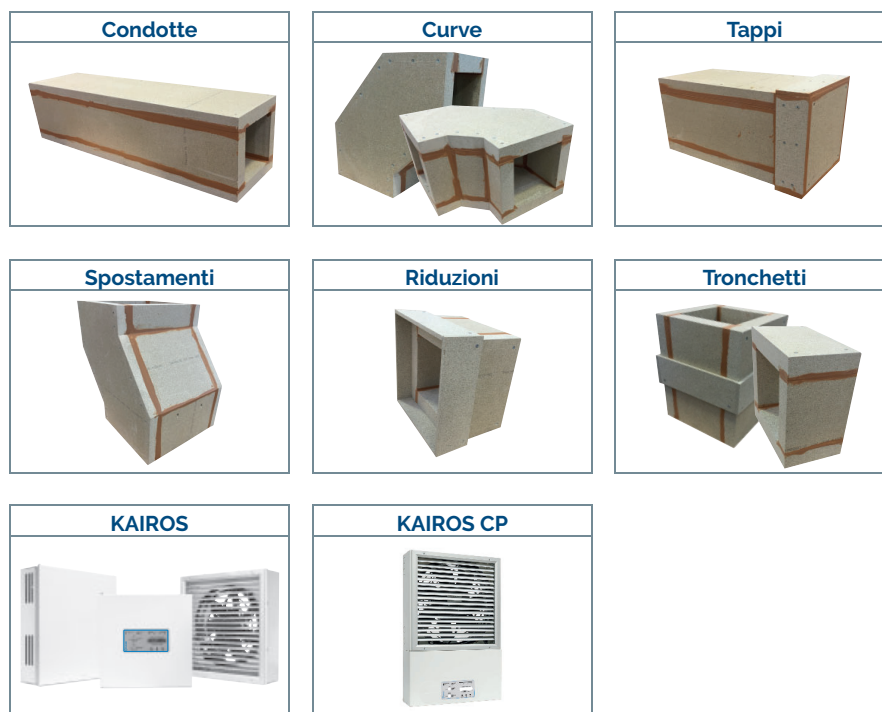 Condotte
Curve
Tappi
Spostamenti
Riduzioni
Tronchetti
KAIROS
KAIROS CP